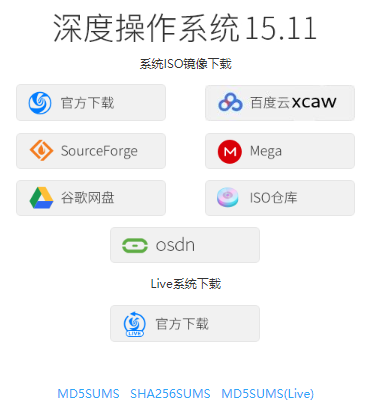 深度操作系统 15.11
系统ISO镜像下载
官方下载
百度云 xcaw
SourceForge
Mega
谷歌网盘
ISO仓库
osdn
Live系统下载
LIVE 官方下载
MD5SUMS SHA256SUMS MD5SUMS(Live)